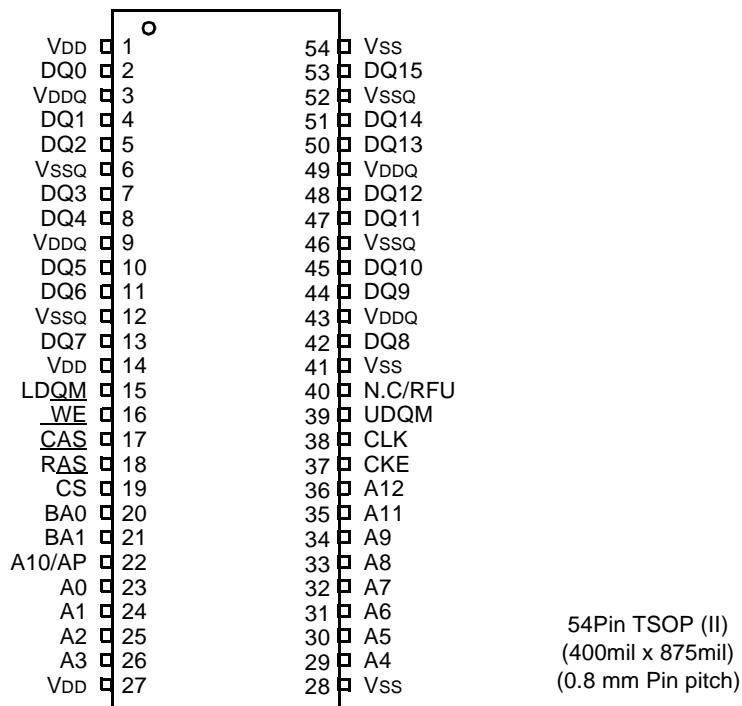 VDD 1 54 VSS
DQ0 2 53 DQ15
VDDQ 3 52 VSSQ
DQ1 4 51 DQ14
DQ2 5 50 DQ13
VSSQ 6 49 VDDQ
DQ3 7 48 DQ12
DQ4 8 47 DQ11
VDDQ 9 46 VSSQ
DQ5 10 45 DQ10
DQ6 11 44 DQ9
VSSQ 12 43 VDDQ
DQ7 13 42 DQ8
VDD 14 41 VSS
LDQM 15 40 N.C/RFU
WE 16 39 UDQM
CAS 17 38 CLK
RAS 18 37 CKE
CS 19 36 A12
BA0 20 35 A11
BA1 21 34 A9
A10/AP 22 33 A8
A0 23 32 A7
A1 24 31 A6
A2 25 30 A5
A3 26 29 A4
VDD 27 28 VSS
54Pin TSOP (II)
(400mil x 875mil)
(0.8 mm Pin pitch)